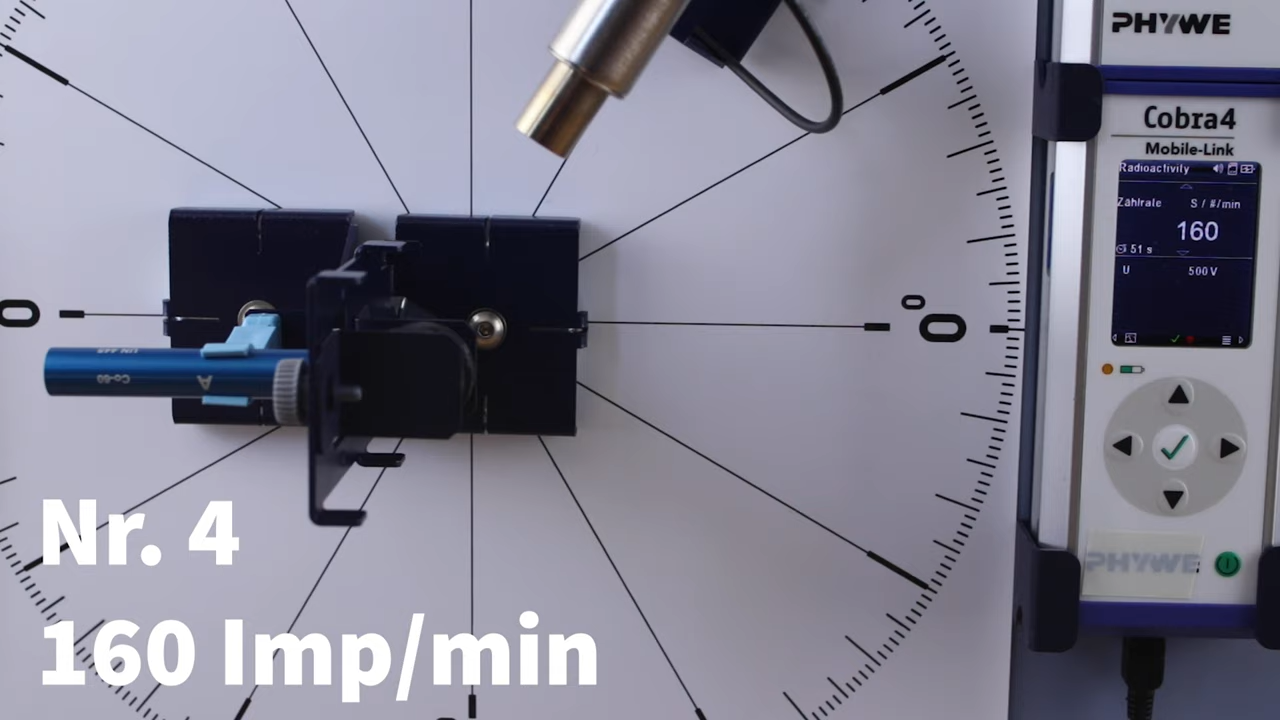 PHYWE
Cobra4
Mobile-Link
Radioactivity
Zählrate S / #/min
160
51 s
U 500 V
0
°0
Co-60
A
PHYWE
Nr. 4
160 Imp/min